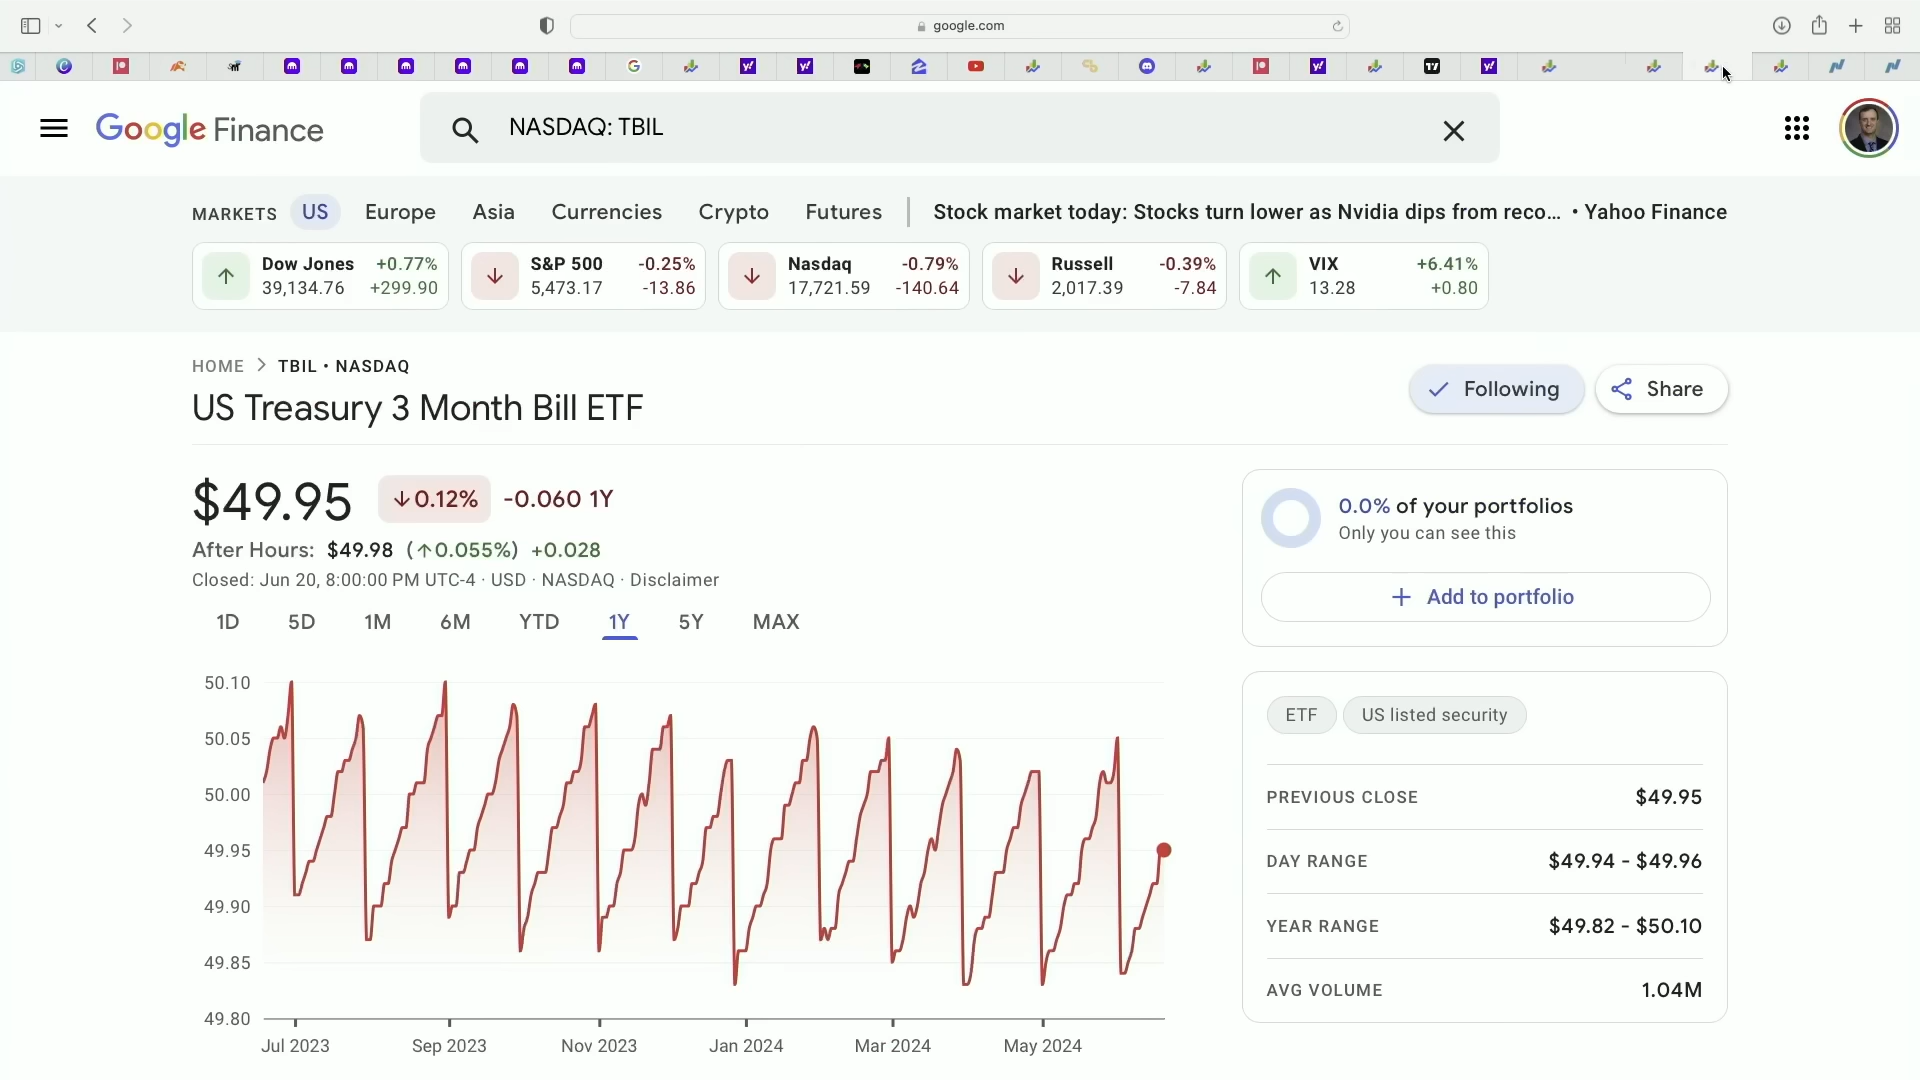 google.com
Google Finance
NASDAQ: TBIL
MARKETS US Europe Asia Currencies Crypto Futures Stock market today: Stocks turn lower as Nvidia dips from reco... • Yahoo Finance
Dow Jones +0.77%
39,134.76 +299.90
S&P 500 -0.25%
5,473.17 -13.86
Nasdaq -0.79%
17,721.59 -140.64
Russell -0.39%
2,017.39 -7.84
VIX +6.41%
13.28 +0.80
HOME > TBIL • NASDAQ
US Treasury 3 Month Bill ETF
Following
Share
$49.95 ↓0.12% -0.060 1Y
After Hours: $49.98 (↑0.055%) +0.028
Closed: Jun 20, 8:00:00 PM UTC-4 · USD · NASDAQ · Disclaimer
1D 5D 1M 6M YTD 1Y 5Y MAX
50.10
50.05
50.00
49.95
49.90
49.85
49.80
Jul 2023 Sep 2023 Nov 2023 Jan 2024 Mar 2024 May 2024
0.0% of your portfolios
Only you can see this
+ Add to portfolio
ETF US listed security
PREVIOUS CLOSE $49.95
DAY RANGE $49.94 - $49.96
YEAR RANGE $49.82 - $50.10
AVG VOLUME 1.04M